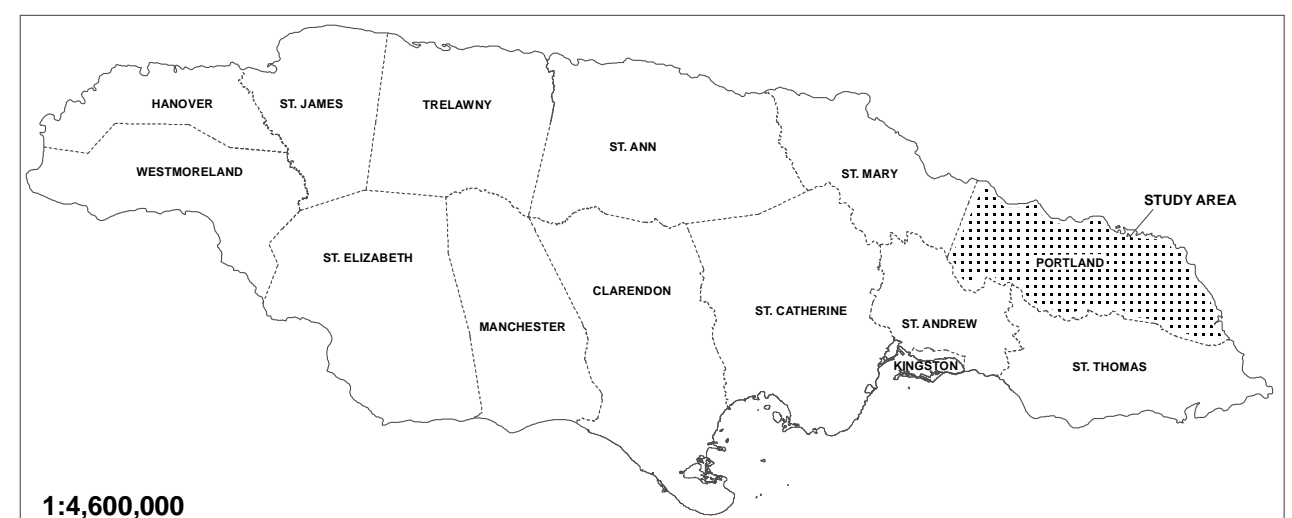 HANOVER
ST. JAMES
TRELAWNY
ST. ANN
WESTMORELAND
ST. MARY
STUDY AREA
ST. ELIZABETH
PORTLAND
CLARENDON
ST. CATHERINE
MANCHESTER
ST. ANDREW
KINGSTON
ST. THOMAS
1:4,600,000